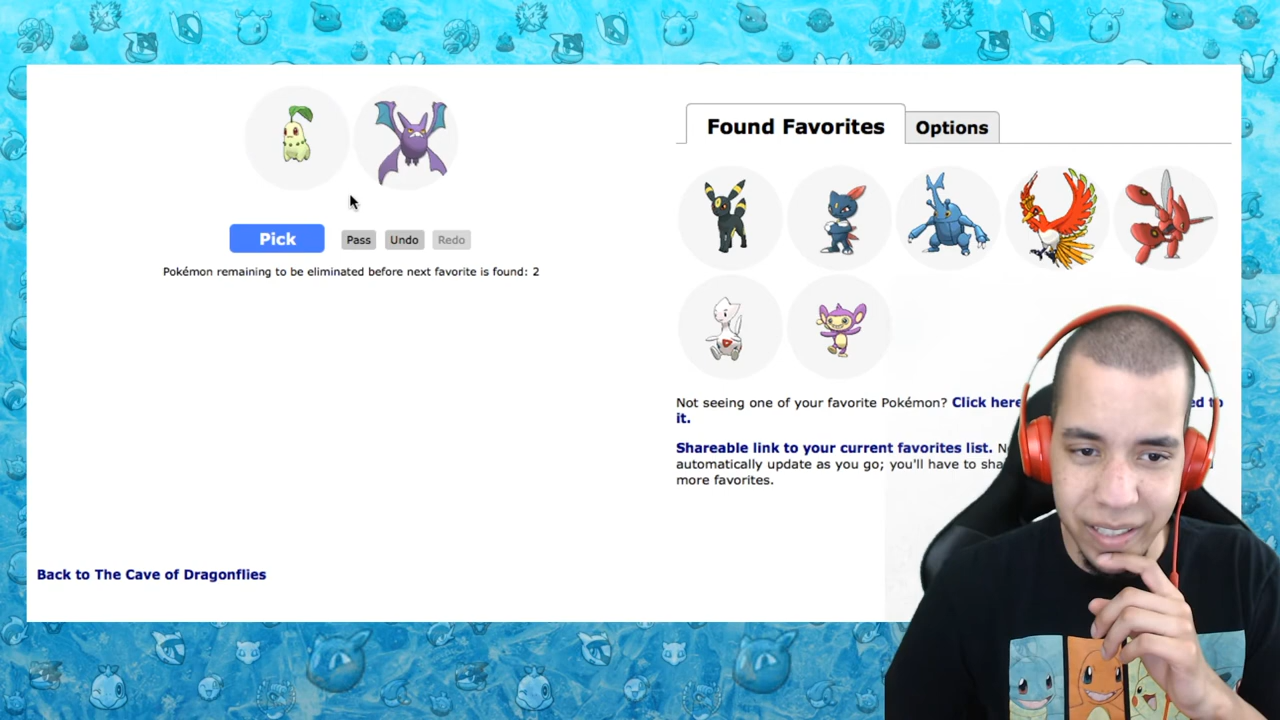 Found Favorites
Options
Pick
Pass
Undo
Redo
Pokémon remaining to be eliminated before next favorite is found: 2
Not seeing one of your favorite Pokémon? Click here
it.
Shareable link to your current favorites list.
automatically update as you go; you'll have to
more favorites.
Back to The Cave of Dragonflies